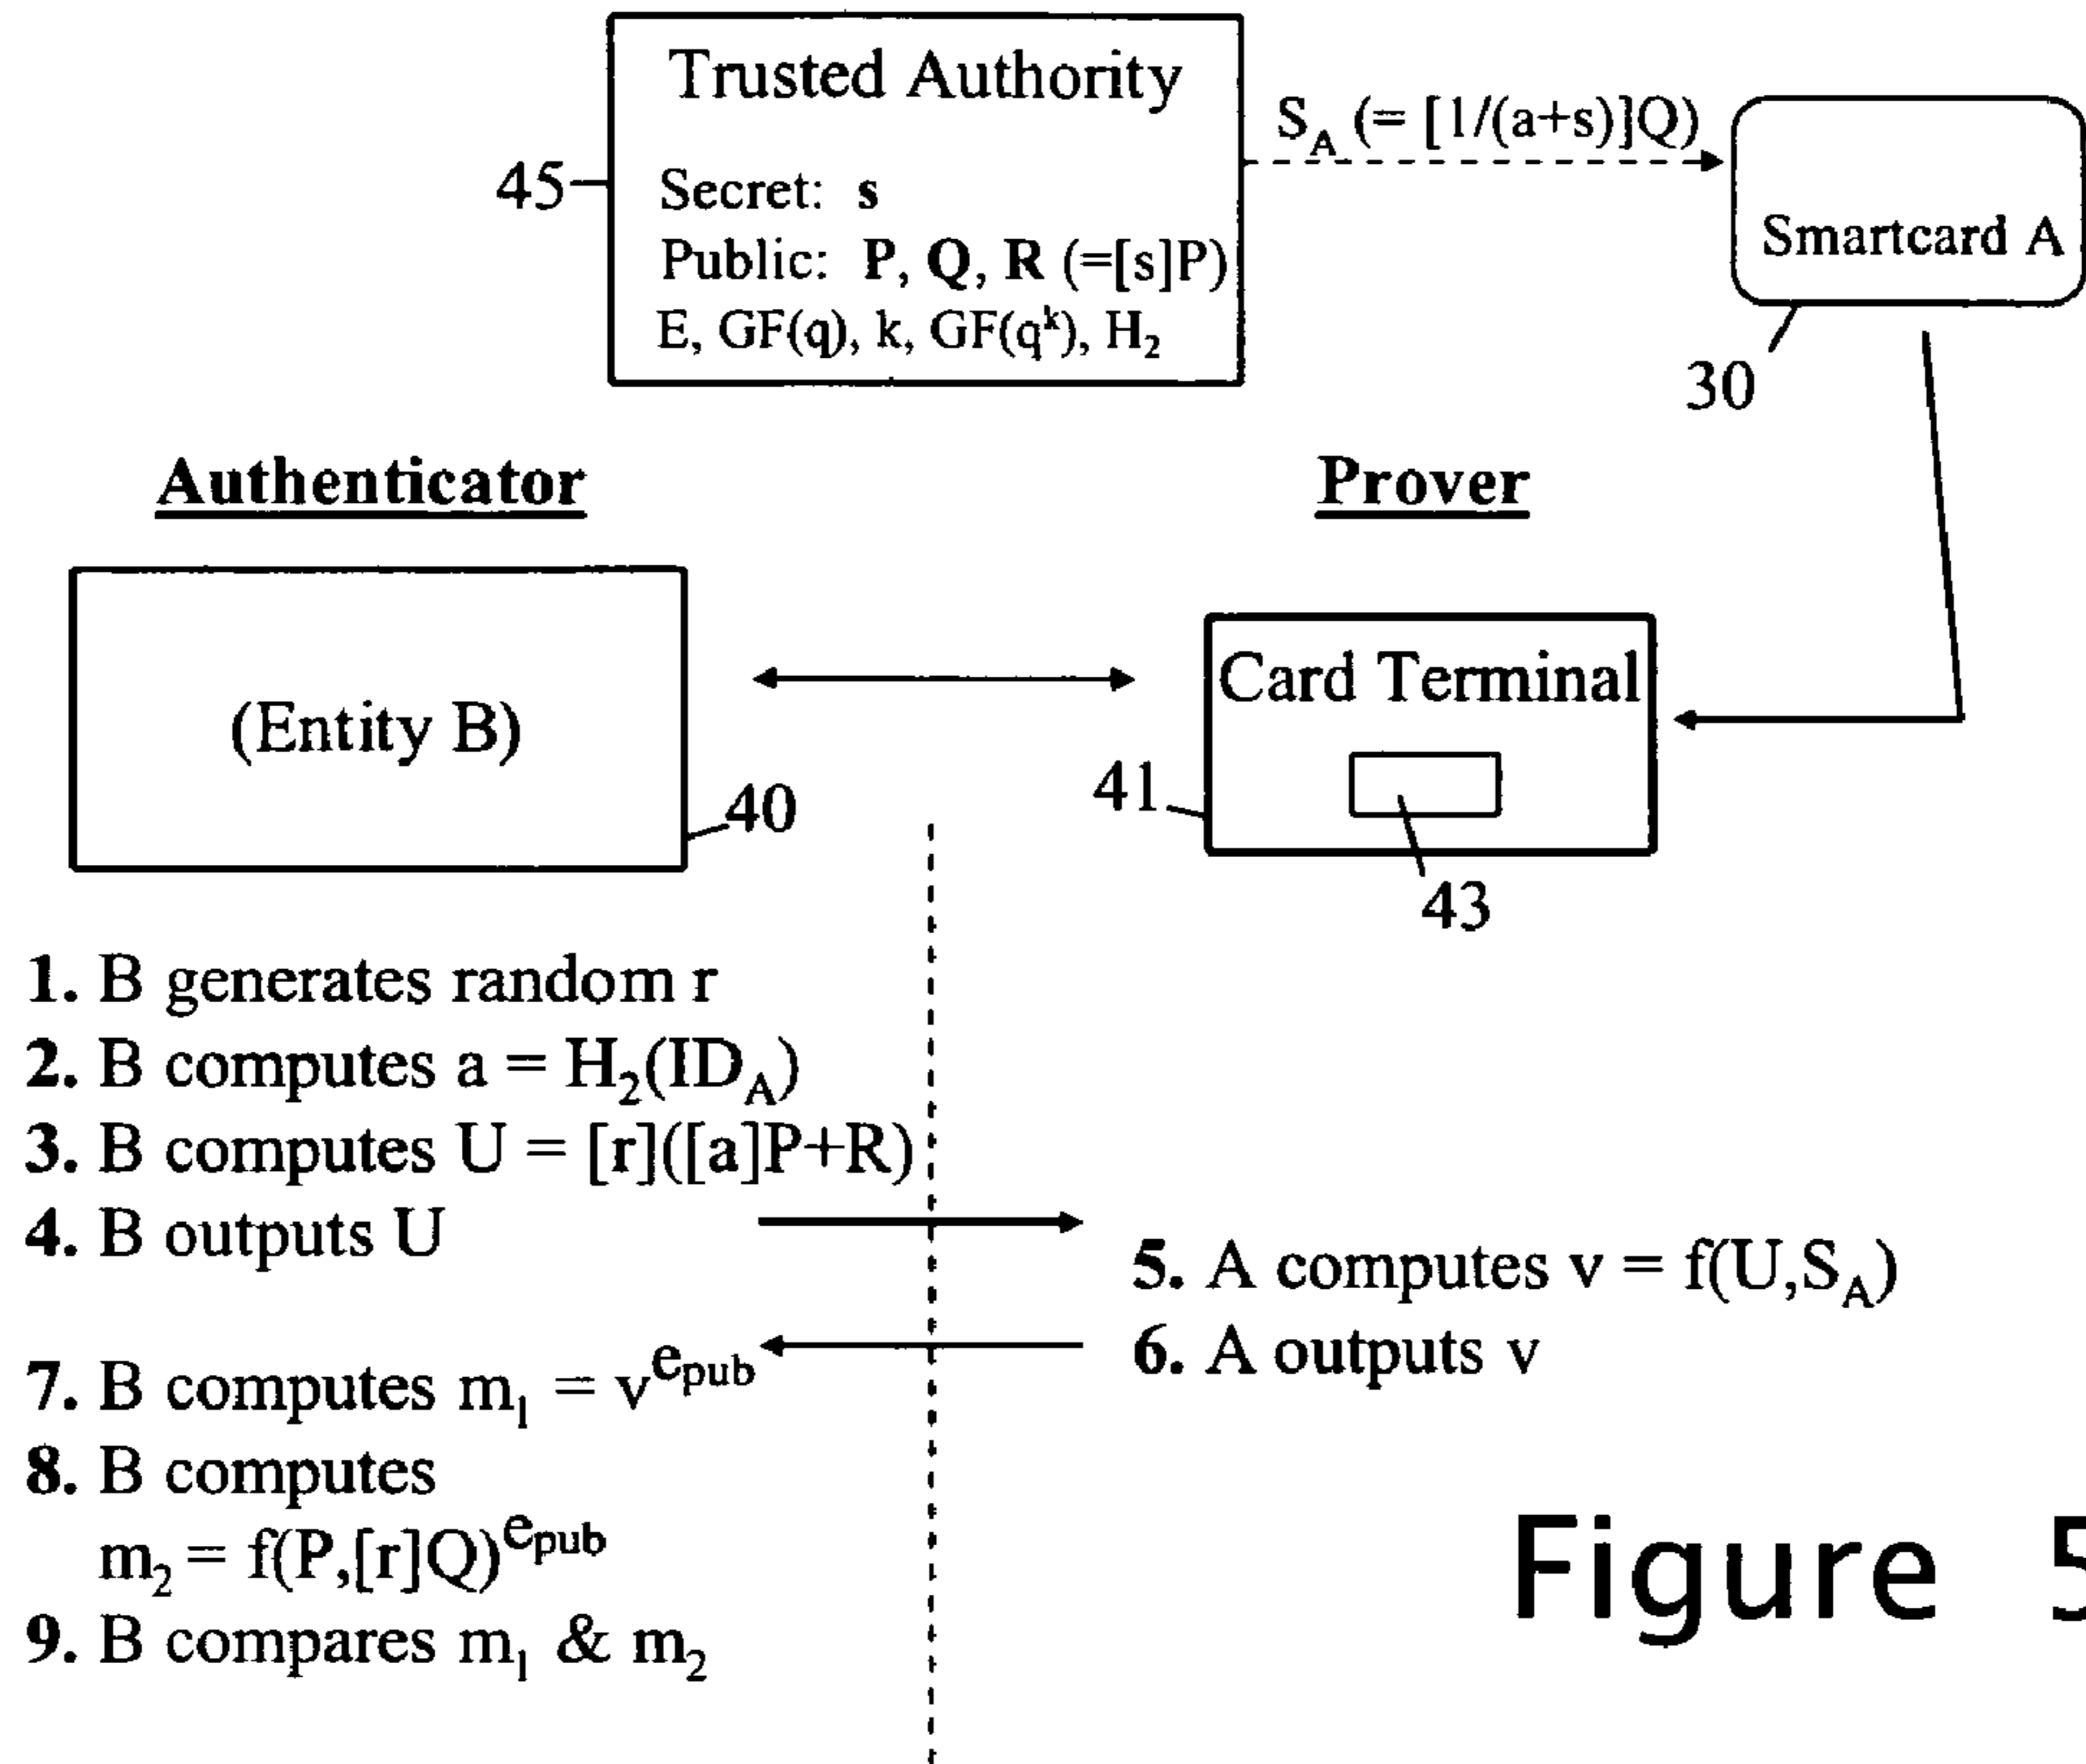 Trusted Authority
Secret: s
Public: P, Q, R (=[s]P)
E, GF(q), k, GF(q^k), H₂
45
S_A (= [1/(a+s)]Q)
Smartcard A
30
Authenticator
Prover
(Entity B)
40
Card Terminal
41
43
1. B generates random r
2. B computes a = H₂(ID_A)
3. B computes U = [r]([a]P+R)
4. B outputs U
5. A computes v = f(U,S_A)
6. A outputs v
7. B computes m₁ = v^e_pub
8. B computes
m₂ = f(P,[r]Q)^e_pub
9. B compares m₁ & m₂
Figure 5